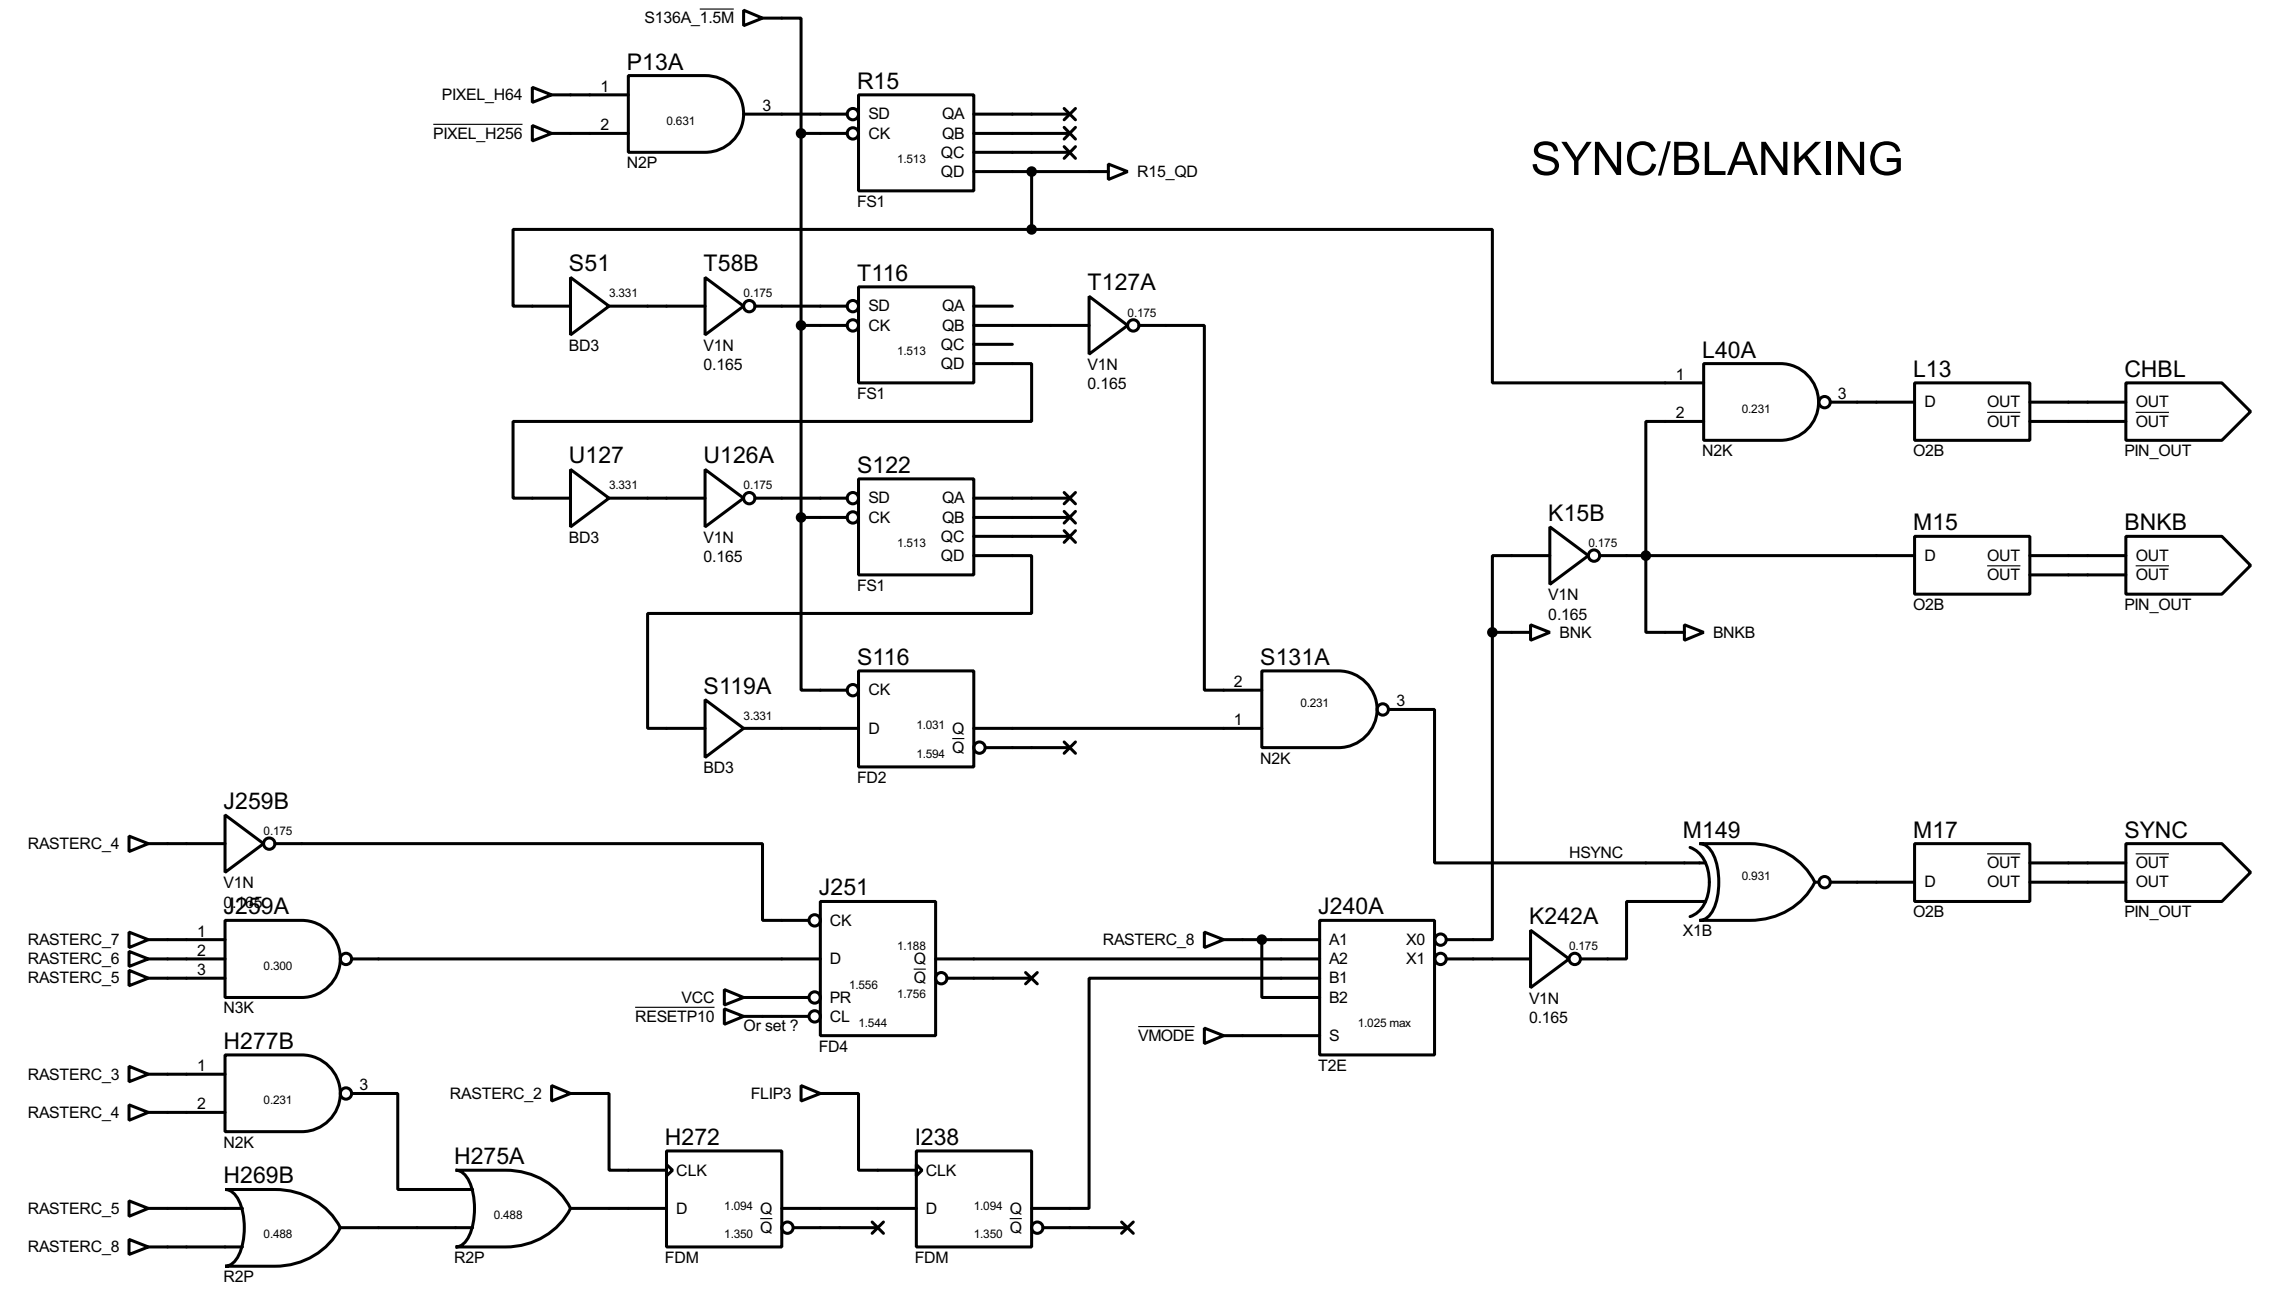 S136A_1.5M
P13A
PIXEL_H64
1
PIXEL_H256
2
0.631
3
N2P
R15
SD
CK
QA
QB
QC
QD
1.513
FS1
R15_QD
SYNC/BLANKING
S51
3.331
BD3
T58B
0.175
V1N
0.165
T116
SD
CK
QA
QB
QC
QD
1.513
FS1
T127A
0.175
V1N
0.165
U127
3.331
BD3
U126A
0.175
V1N
0.165
S122
SD
CK
QA
QB
QC
QD
1.513
FS1
L40A
1
2
0.231
3
N2K
L13
D
OUT
OUT
O2B
CHBL
OUT
OUT
PIN_OUT
K15B
0.175
V1N
0.165
BNK
BNKB
M15
D
OUT
OUT
O2B
BNKB
OUT
OUT
PIN_OUT
S119A
3.331
BD3
S116
CK
D
1.031
Q
1.594
Q
FD2
S131A
2
1
0.231
3
N2K
J259B
RASTERC_4
0.175
V1N
0.165
J259A
RASTERC_7
1
RASTERC_6
2
RASTERC_5
3
0.300
N3K
J251
CK
D
1.188
Q
Q
1.556
1.756
PR
CL
1.544
FD4
VCC
RESETP10
Or set ?
RASTERC_8
VMODE
J240A
A1
A2
B1
B2
S
X0
X1
1.025 max
T2E
K242A
0.175
V1N
0.165
HSYNC
M149
0.931
X1B
M17
D
OUT
OUT
O2B
SYNC
OUT
OUT
PIN_OUT
H277B
RASTERC_3
1
RASTERC_4
2
0.231
3
N2K
H269B
RASTERC_5
RASTERC_8
0.488
R2P
H275A
0.488
R2P
RASTERC_2
H272
CLK
D
1.094
Q
1.350
Q
FDM
FLIP3
I238
CLK
D
1.094
Q
1.350
Q
FDM